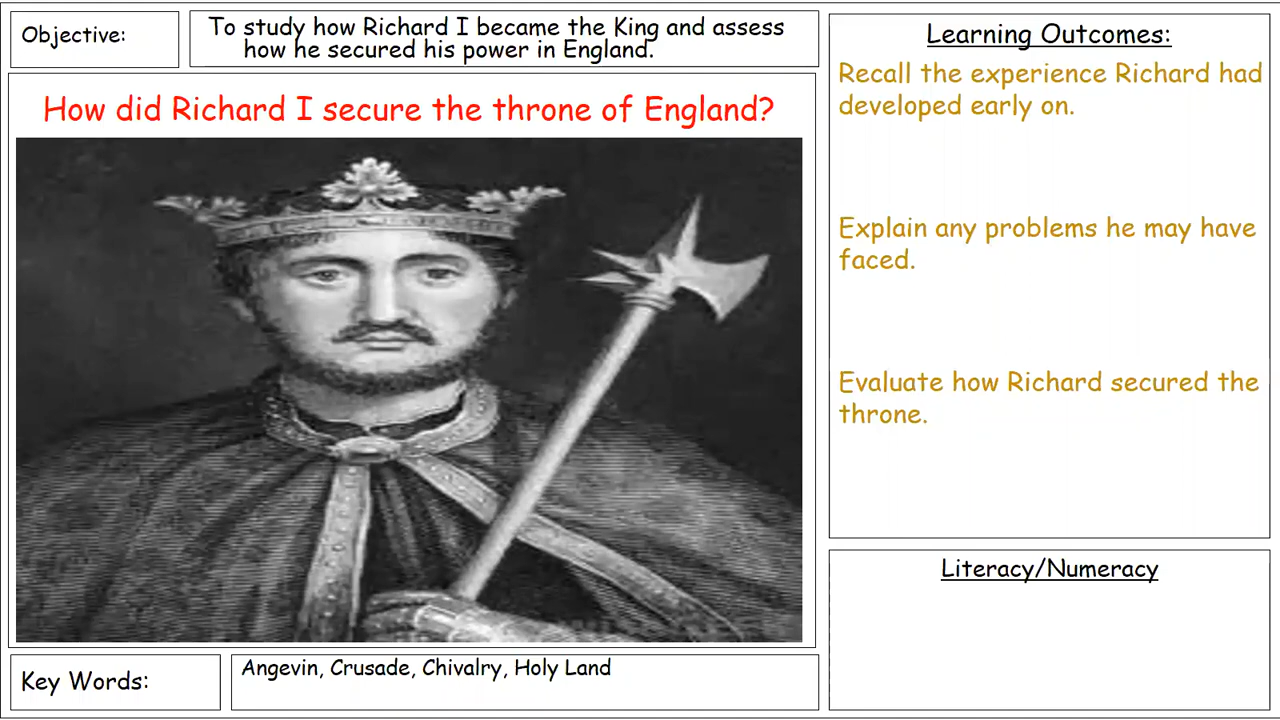 Objective:
To study how Richard I became the King and assess
how he secured his power in England.
How did Richard I secure the throne of England?
Learning Outcomes:
Recall the experience Richard had
developed early on.
Explain any problems he may have
faced.
Evaluate how Richard secured the
throne.
Literacy/Numeracy
Key Words:
Angevin, Crusade, Chivalry, Holy Land